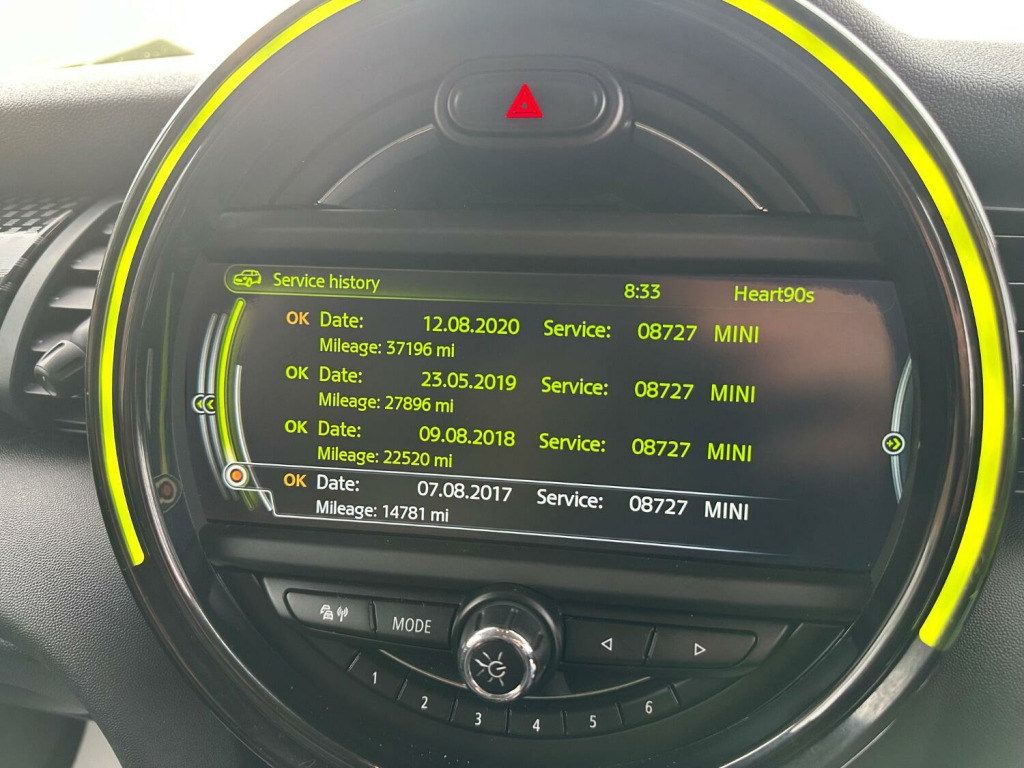 Service history 8:33 Heart90s
OK Date: 12.08.2020 Service: 08727 MINI
Mileage: 37196 mi
OK Date: 23.05.2019 Service: 08727 MINI
Mileage: 27896 mi
OK Date: 09.08.2018 Service: 08727 MINI
Mileage: 22520 mi
OK Date: 07.08.2017 Service: 08727 MINI
Mileage: 14781 mi
MODE
1 2 3 4 5 6